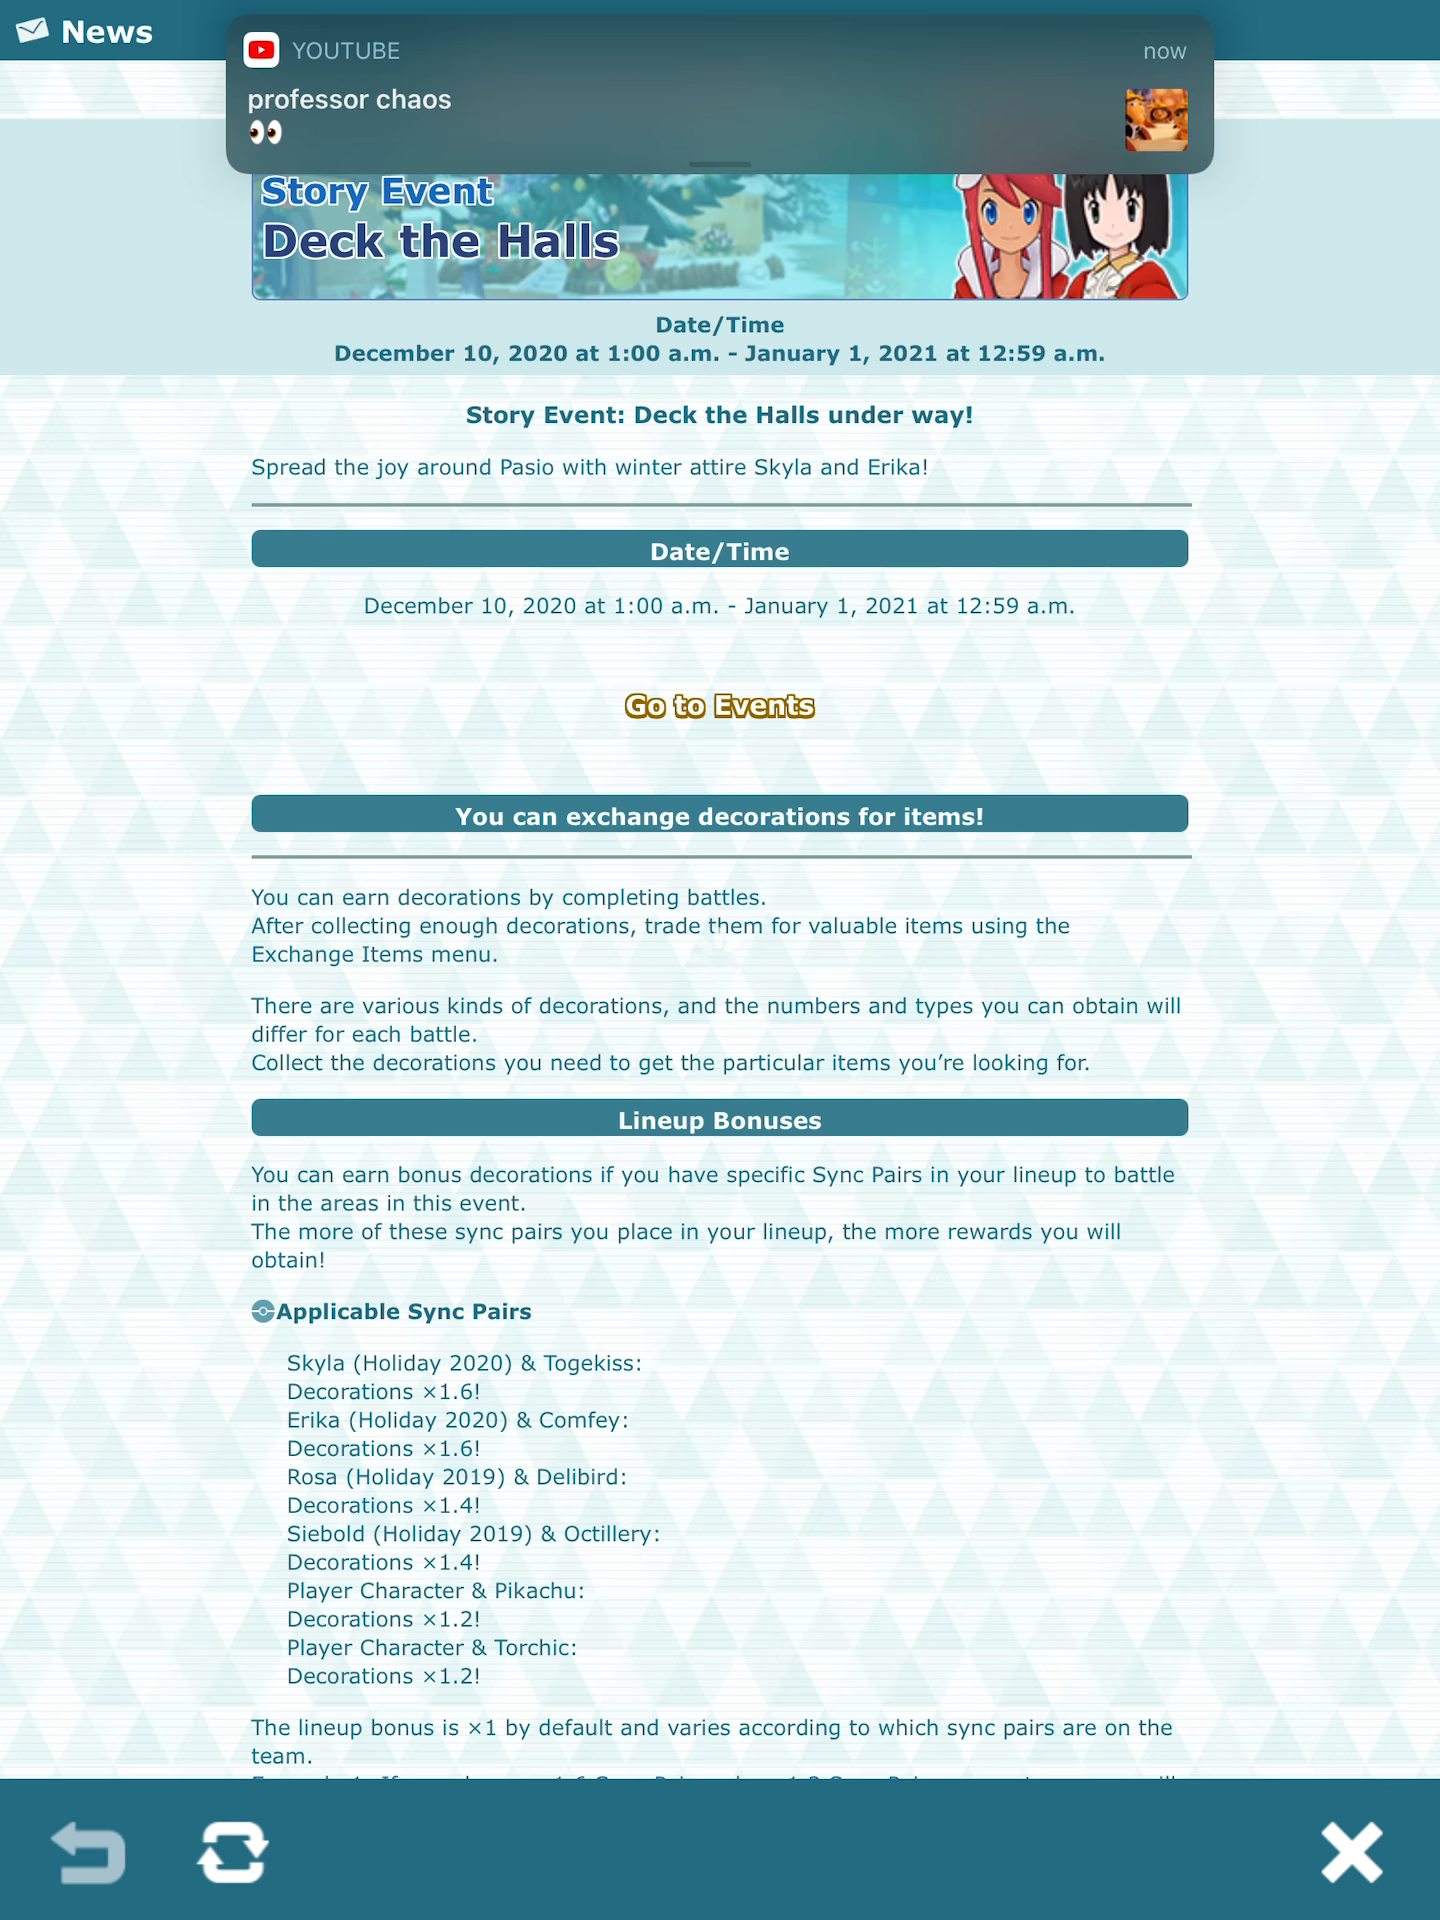 News
YOUTUBE
now
professor chaos
👀
Story Event
Deck the Halls
Date/Time
December 10, 2020 at 1:00 a.m. - January 1, 2021 at 12:59 a.m.
Story Event: Deck the Halls under way!
Spread the joy around Pasio with winter attire Skyla and Erika!
Date/Time
December 10, 2020 at 1:00 a.m. - January 1, 2021 at 12:59 a.m.
Go to Events
You can exchange decorations for items!
You can earn decorations by completing battles.
After collecting enough decorations, trade them for valuable items using the
Exchange Items menu.
There are various kinds of decorations, and the numbers and types you can obtain will
differ for each battle.
Collect the decorations you need to get the particular items you’re looking for.
Lineup Bonuses
You can earn bonus decorations if you have specific Sync Pairs in your lineup to battle
in the areas in this event.
The more of these sync pairs you place in your lineup, the more rewards you will
obtain!
Applicable Sync Pairs
Skyla (Holiday 2020) & Togekiss:
Decorations ×1.6!
Erika (Holiday 2020) & Comfey:
Decorations ×1.6!
Rosa (Holiday 2019) & Delibird:
Decorations ×1.4!
Siebold (Holiday 2019) & Octillery:
Decorations ×1.4!
Player Character & Pikachu:
Decorations ×1.2!
Player Character & Torchic:
Decorations ×1.2!
The lineup bonus is ×1 by default and varies according to which sync pairs are on the
team.